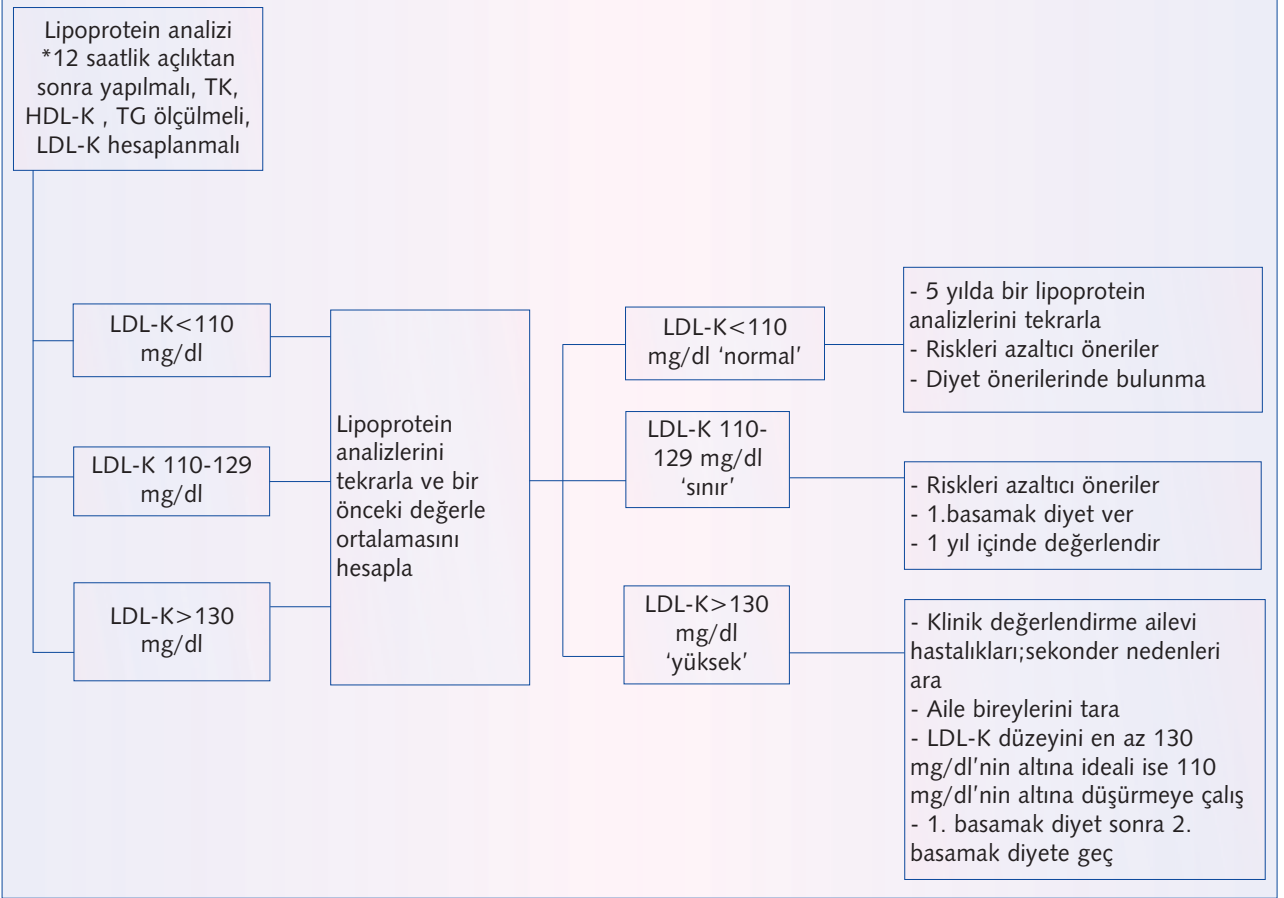 Lipoprotein analizi
*12 saatlik açlıktan
sonra yapılmalı, TK,
HDL-K , TG ölçülmeli,
LDL-K hesaplanmalı
LDL-K<110
mg/dl
LDL-K 110-129
mg/dl
LDL-K>130
mg/dl
Lipoprotein
analizlerini
tekrarla ve bir
önceki değerle
ortalamasını
hesapla
LDL-K<110
mg/dl ‘normal’
LDL-K 110-
129 mg/dl
‘sınır’
LDL-K>130
mg/dl
‘yüksek’
- 5 yılda bir lipoprotein
analizlerini tekrarla
- Riskleri azaltıcı öneriler
- Diyet önerilerinde bulunma
- Riskleri azaltıcı öneriler
- 1.basamak diyet ver
- 1 yıl içinde değerlendir
- Klinik değerlendirme ailevi
hastalıkları;sekonder nedenleri
ara
- Aile bireylerini tara
- LDL-K düzeyini en az 130
mg/dl’nin altına ideali ise 110
mg/dl’nin altına düşürmeye çalış
- 1. basamak diyet sonra 2.
basamak diyete geç